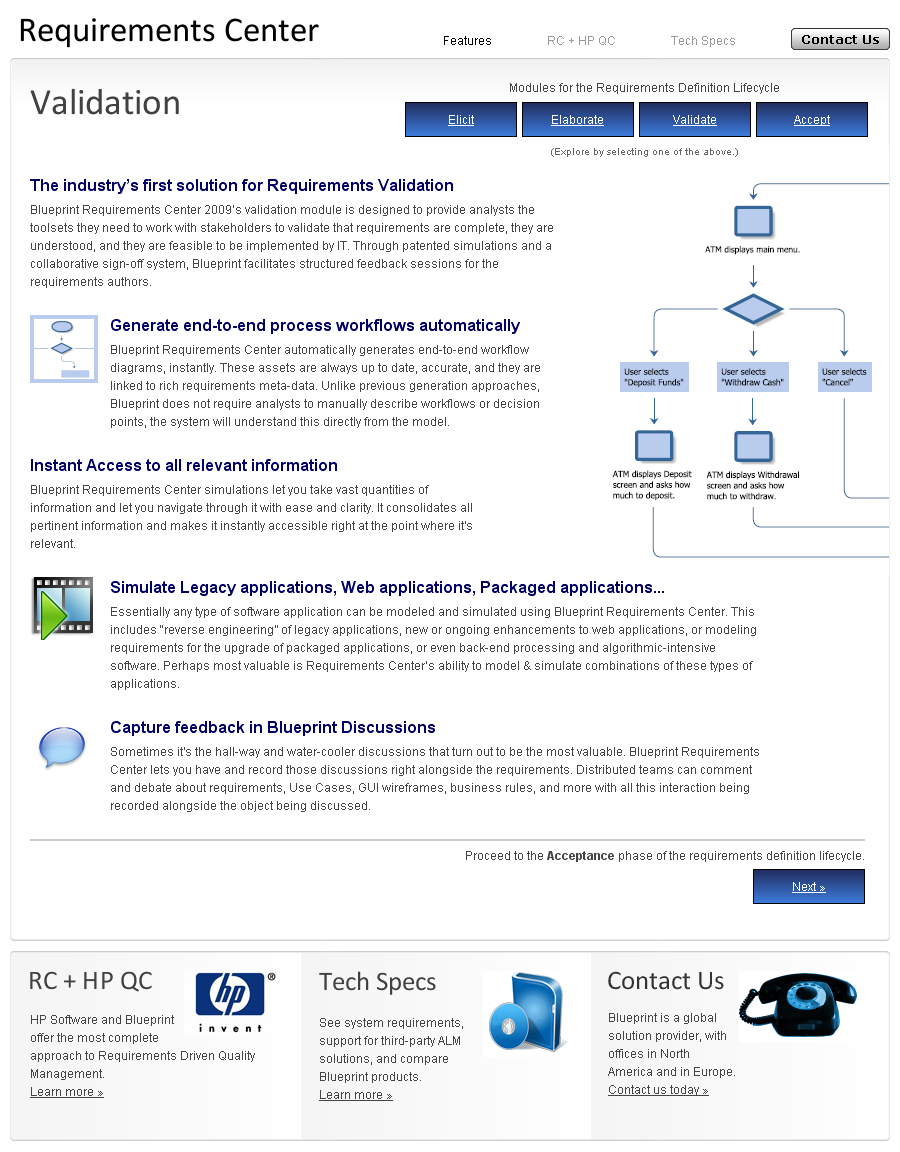 Requirements Center
Features
RC + HP QC
Tech Specs
Contact Us
Validation
Modules for the Requirements Definition Lifecycle
Elicit
Elaborate
Validate
Accept
(Explore by selecting one of the above.)
The industry's first solution for Requirements Validation
Blueprint Requirements Center 2009's validation module is designed to provide analysts the
toolsets they need to work with stakeholders to validate that requirements are complete, they are
understood, and they are feasible to be implemented by IT. Through patented simulations and a
collaborative sign-off system, Blueprint facilitates structured feedback sessions for the
requirements authors.
ATM displays main menu.
User selects
"Deposit Funds"
User selects
"Withdraw Cash"
User selects
"Cancel"
ATM displays Deposit
screen and asks how
much to deposit.
ATM displays Withdrawal
screen and asks how
much to withdraw.
Generate end-to-end process workflows automatically
Blueprint Requirements Center automatically generates end-to-end workflow
diagrams, instantly. These assets are always up to date, accurate, and they are
linked to rich requirements meta-data. Unlike previous generation approaches,
Blueprint does not require analysts to manually describe workflows or decision
points, the system will understand this directly from the model.
Instant Access to all relevant information
Blueprint Requirements Center simulations let you take vast quantities of
information and let you navigate through it with ease and clarity. It consolidates all
pertinent information and makes it instantly accessible right at the point where it's
relevant.
Simulate Legacy applications, Web applications, Packaged applications...
Essentially any type of software application can be modeled and simulated using Blueprint Requirements Center. This
includes "reverse engineering" of legacy applications, new or ongoing enhancements to web applications, or modeling
requirements for the upgrade of packaged applications, or even back-end processing and algorithmic-intensive
software. Perhaps most valuable is Requirements Center's ability to model & simulate combinations of these types of
applications.
Capture feedback in Blueprint Discussions
Sometimes it's the hall-way and water-cooler discussions that turn out to be the most valuable. Blueprint Requirements
Center lets you have and record those discussions right alongside the requirements. Distributed teams can comment
and debate about requirements, Use Cases, GUI wireframes, business rules, and more with all this interaction being
recorded alongside the object being discussed.
Proceed to the Acceptance phase of the requirements definition lifecycle.
Next »
RC + HP QC
hp ®
invent
HP Software and Blueprint
offer the most complete
approach to Requirements Driven Quality
Management.
Learn more »
Tech Specs
See system requirements,
support for third-party ALM
solutions, and compare
Blueprint products.
Learn more »
Contact Us
Blueprint is a global
solution provider, with
offices in North
America and in Europe.
Contact us today »